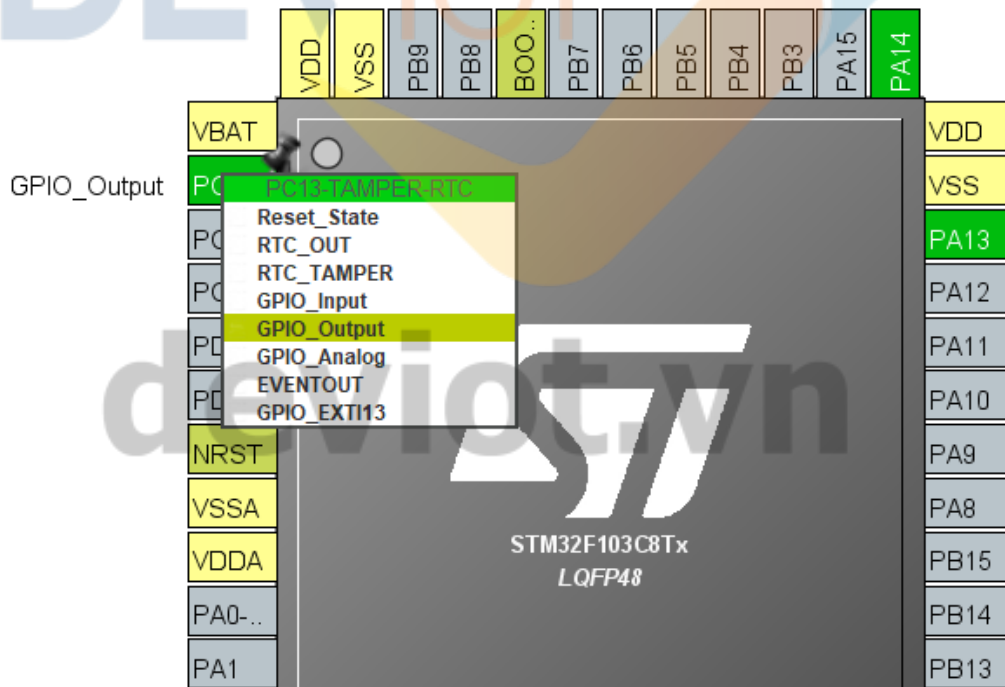 DEVIOT
VDD
VSS
PB9
PB8
BOO..
PB7
PB6
PB5
PB4
PB3
PA15
PA14
VBAT
VDD
GPIO_Output
PC13-TAMPER-RTC
VSS
Reset_State
RTC_OUT
PA13
RTC_TAMPER
GPIO_Input
PA12
GPIO_Output
GPIO_Analog
PA11
EVENTOUT
GPIO_EXTI13
PA10
deviot.vn
NRST
PA9
VSSA
PA8
STM32F103C8Tx
VDDA
PB15
LQFP48
PA0-..
PB14
PA1
PB13